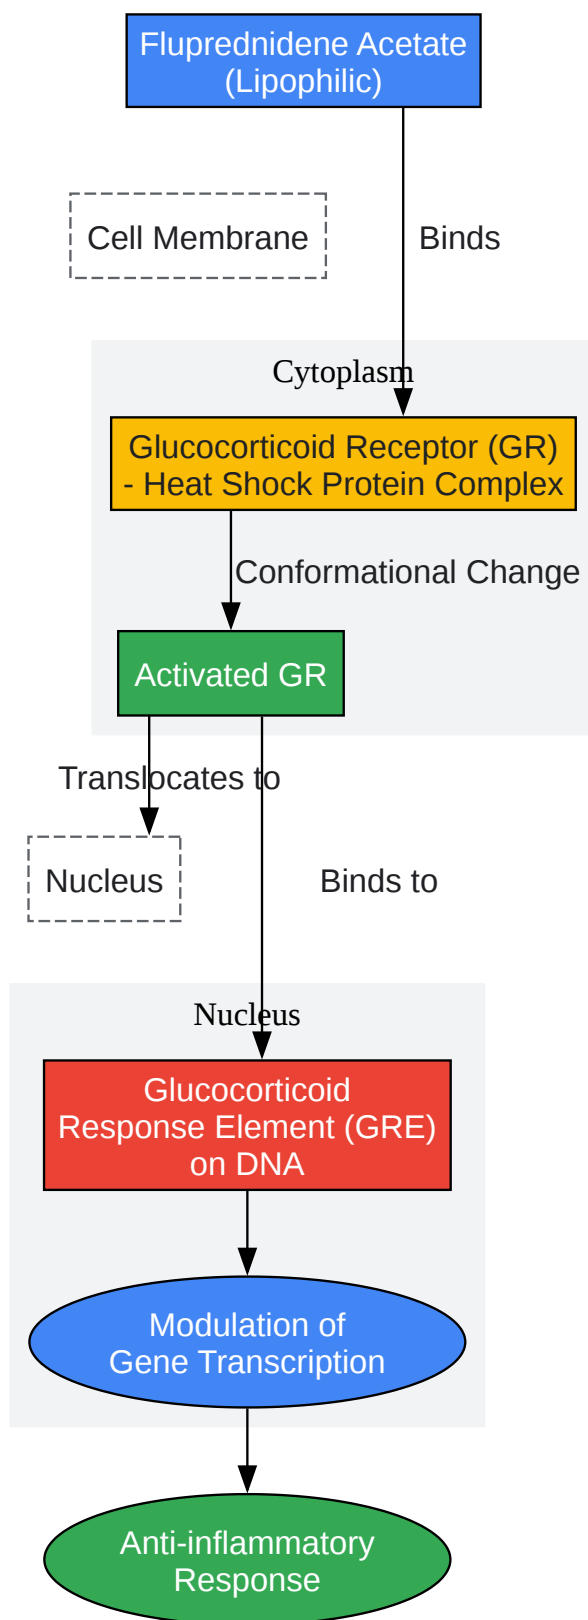 Fluprednidene Acetate
(Lipophilic)
Cell Membrane
Binds
Cytoplasm
Glucocorticoid Receptor (GR)
- Heat Shock Protein Complex
Conformational Change
Activated GR
Translocates to
Nucleus
Binds to
Nucleus
Glucocorticoid
Response Element (GRE)
on DNA
Modulation of
Gene Transcription
Anti-inflammatory
Response